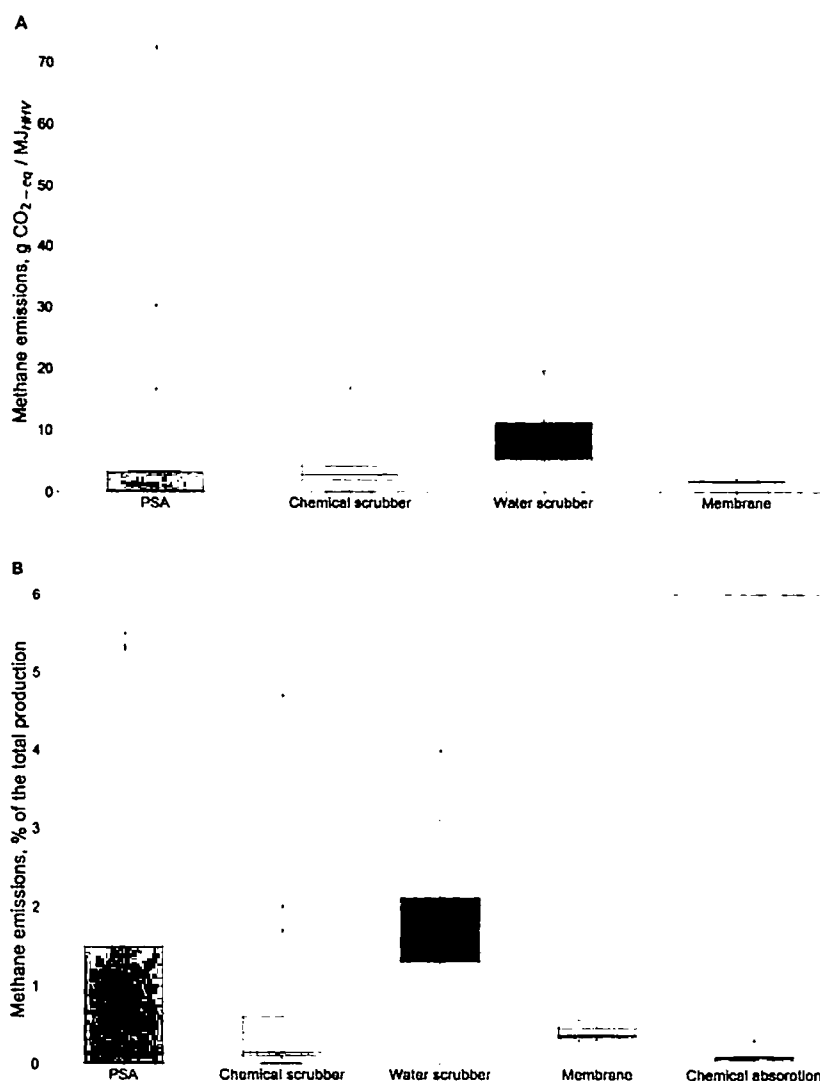 A
Methane emissions, g CO2-eq / MJHHV
70
60
50
40
30
20
10
0
PSA
Chemical scrubber
Water scrubber
Membrane
B
Methane emissions, % of the total production
6
5
4
3
2
1
0
PSA
Chemical scrubber
Water scrubber
Membrane
Chemical absorption